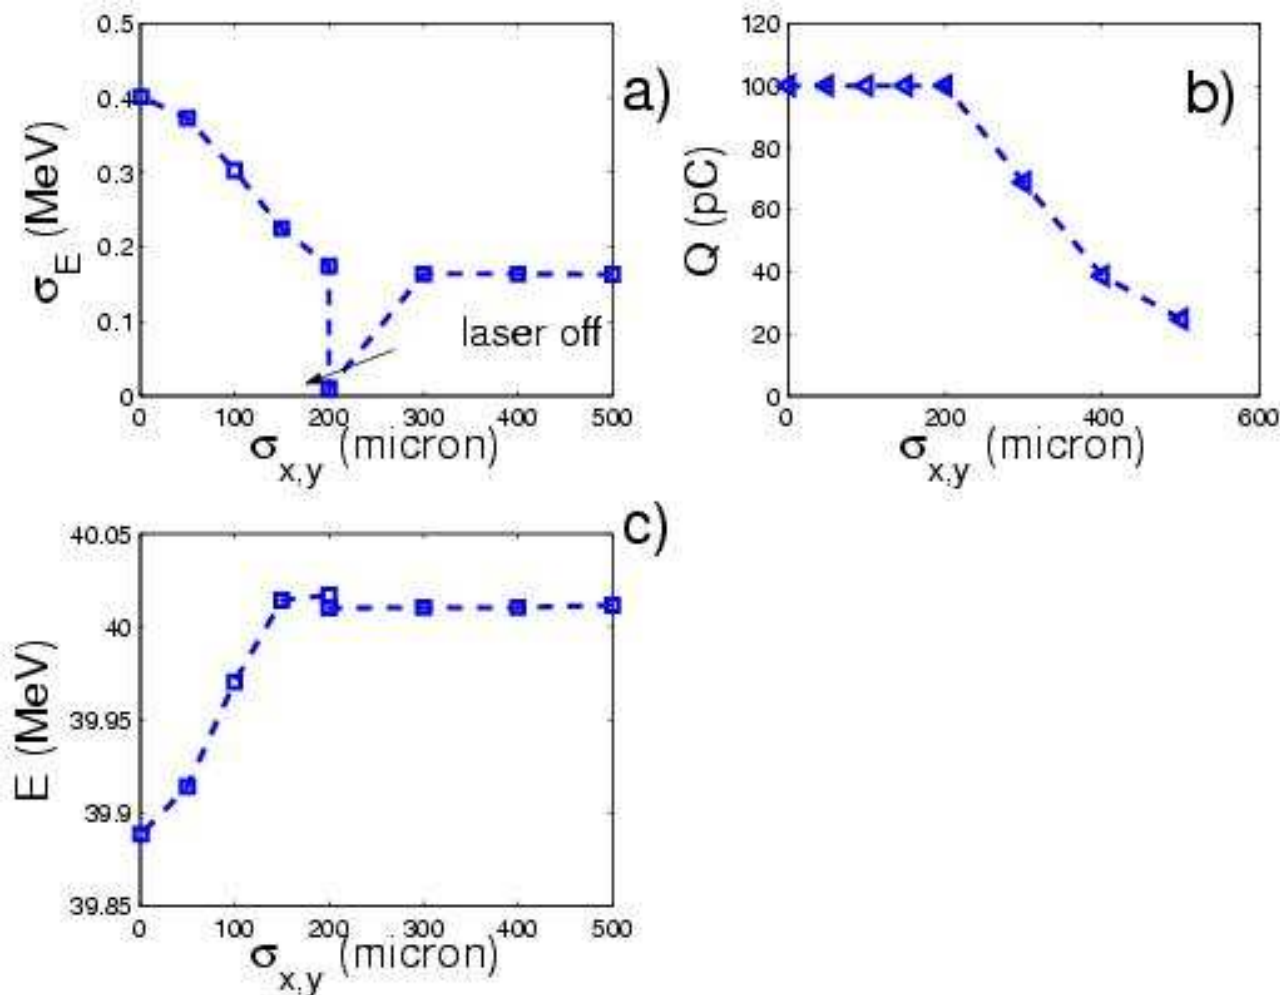 0.5
0.4
0.3
0.2
0.1
0
σE (MeV)
laser off
0 100 200 300 400 500
σx,y (micron)
a)
120
100
80
60
40
20
0
Q (pC)
0 200 400 600
σx,y (micron)
b)
40.05
40
39.95
39.9
39.85
E (MeV)
0 100 200 300 400 500
σx,y (micron)
c)